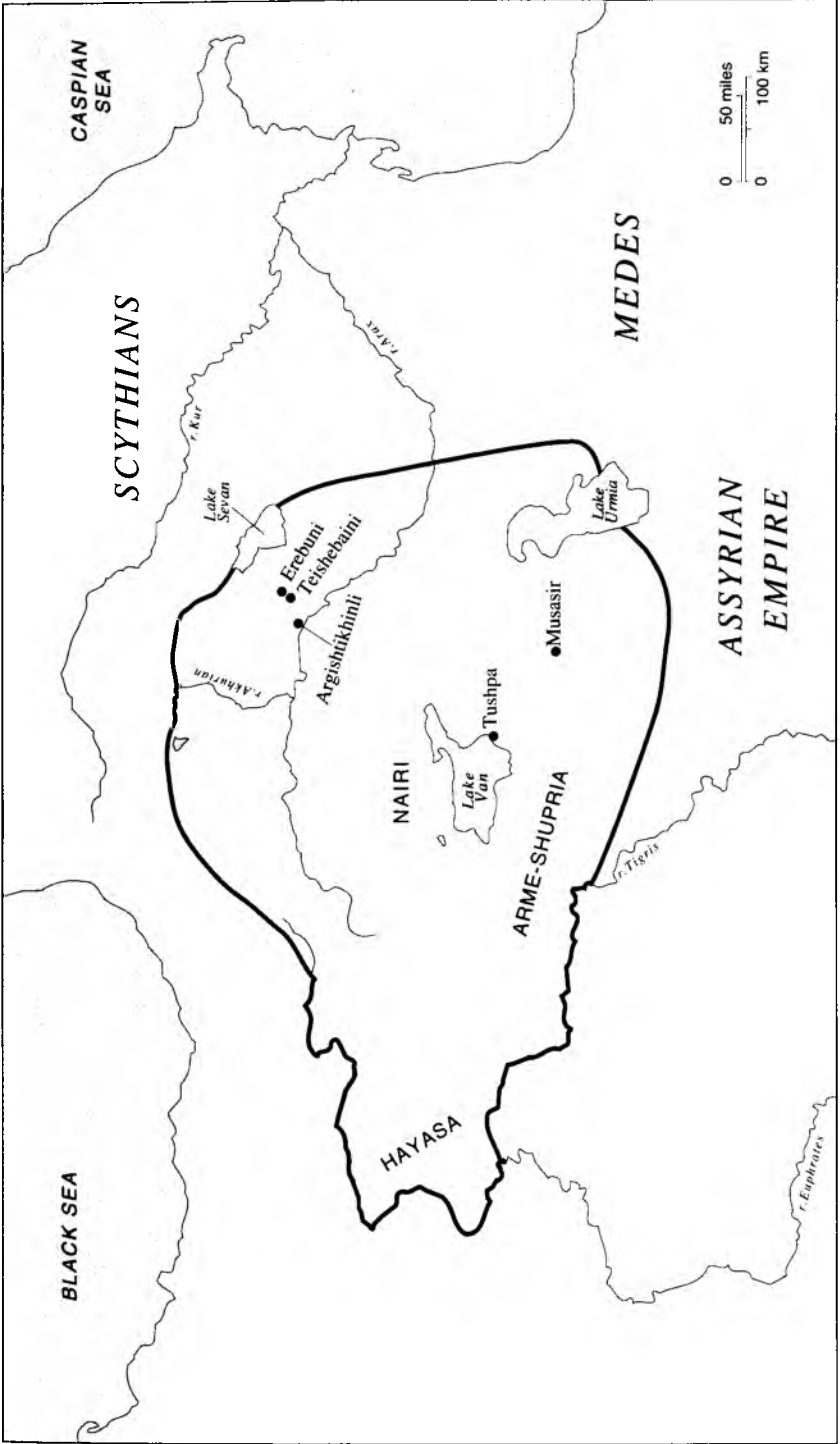 BLACK SEA
CASPIAN
SEA
SCYTHIANS
r.Kur
Lake
Sevan
Erebuni
Teishebaini
Argishtikhinli
r.Akhurian
r.Arax
NAIRI
Lake
Van
Tushpa
Musasir
Lake
Urmia
MEDES
HAYASA
ARME-SHUPRIA
ASSYRIAN
EMPIRE
r.Tigris
r.Euphrates
0 50 miles
0 100 km